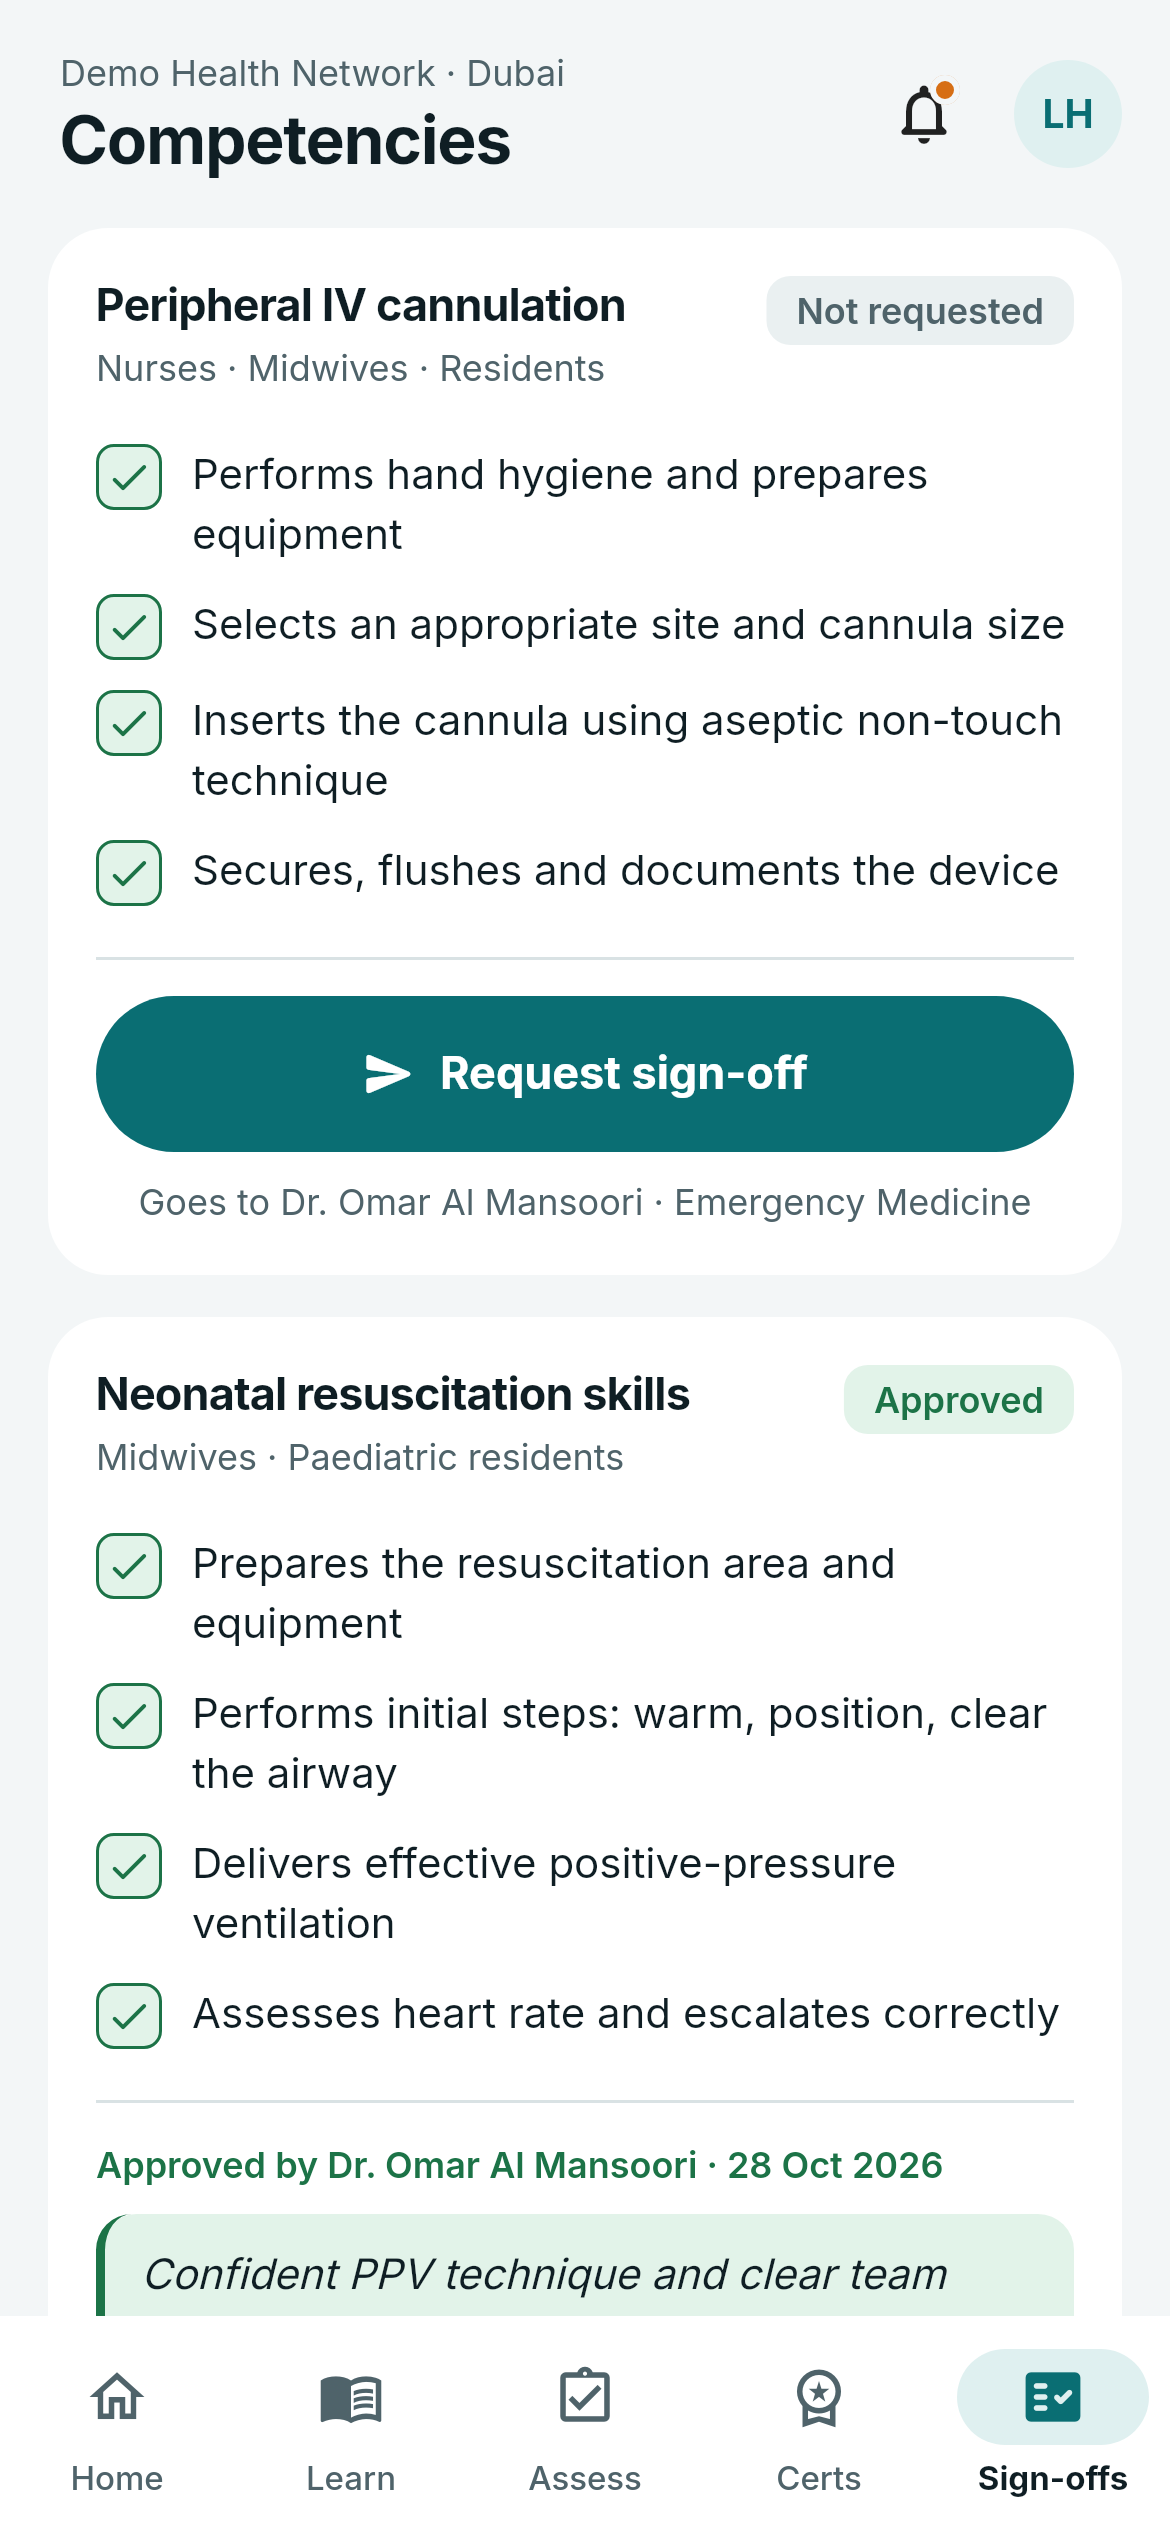 Demo Health Network · Dubai
Competencies
LH
Peripheral IV cannulation
Not requested
Nurses · Midwives · Residents
Performs hand hygiene and prepares
equipment
Selects an appropriate site and cannula size
Inserts the cannula using aseptic non-touch
technique
Secures, flushes and documents the device
Request sign-off
Goes to Dr. Omar Al Mansoori · Emergency Medicine
Neonatal resuscitation skills
Approved
Midwives · Paediatric residents
Prepares the resuscitation area and
equipment
Performs initial steps: warm, position, clear
the airway
Delivers effective positive-pressure
ventilation
Assesses heart rate and escalates correctly
Approved by Dr. Omar Al Mansoori · 28 Oct 2026
Confident PPV technique and clear team
Home
Learn
Assess
Certs
Sign-offs